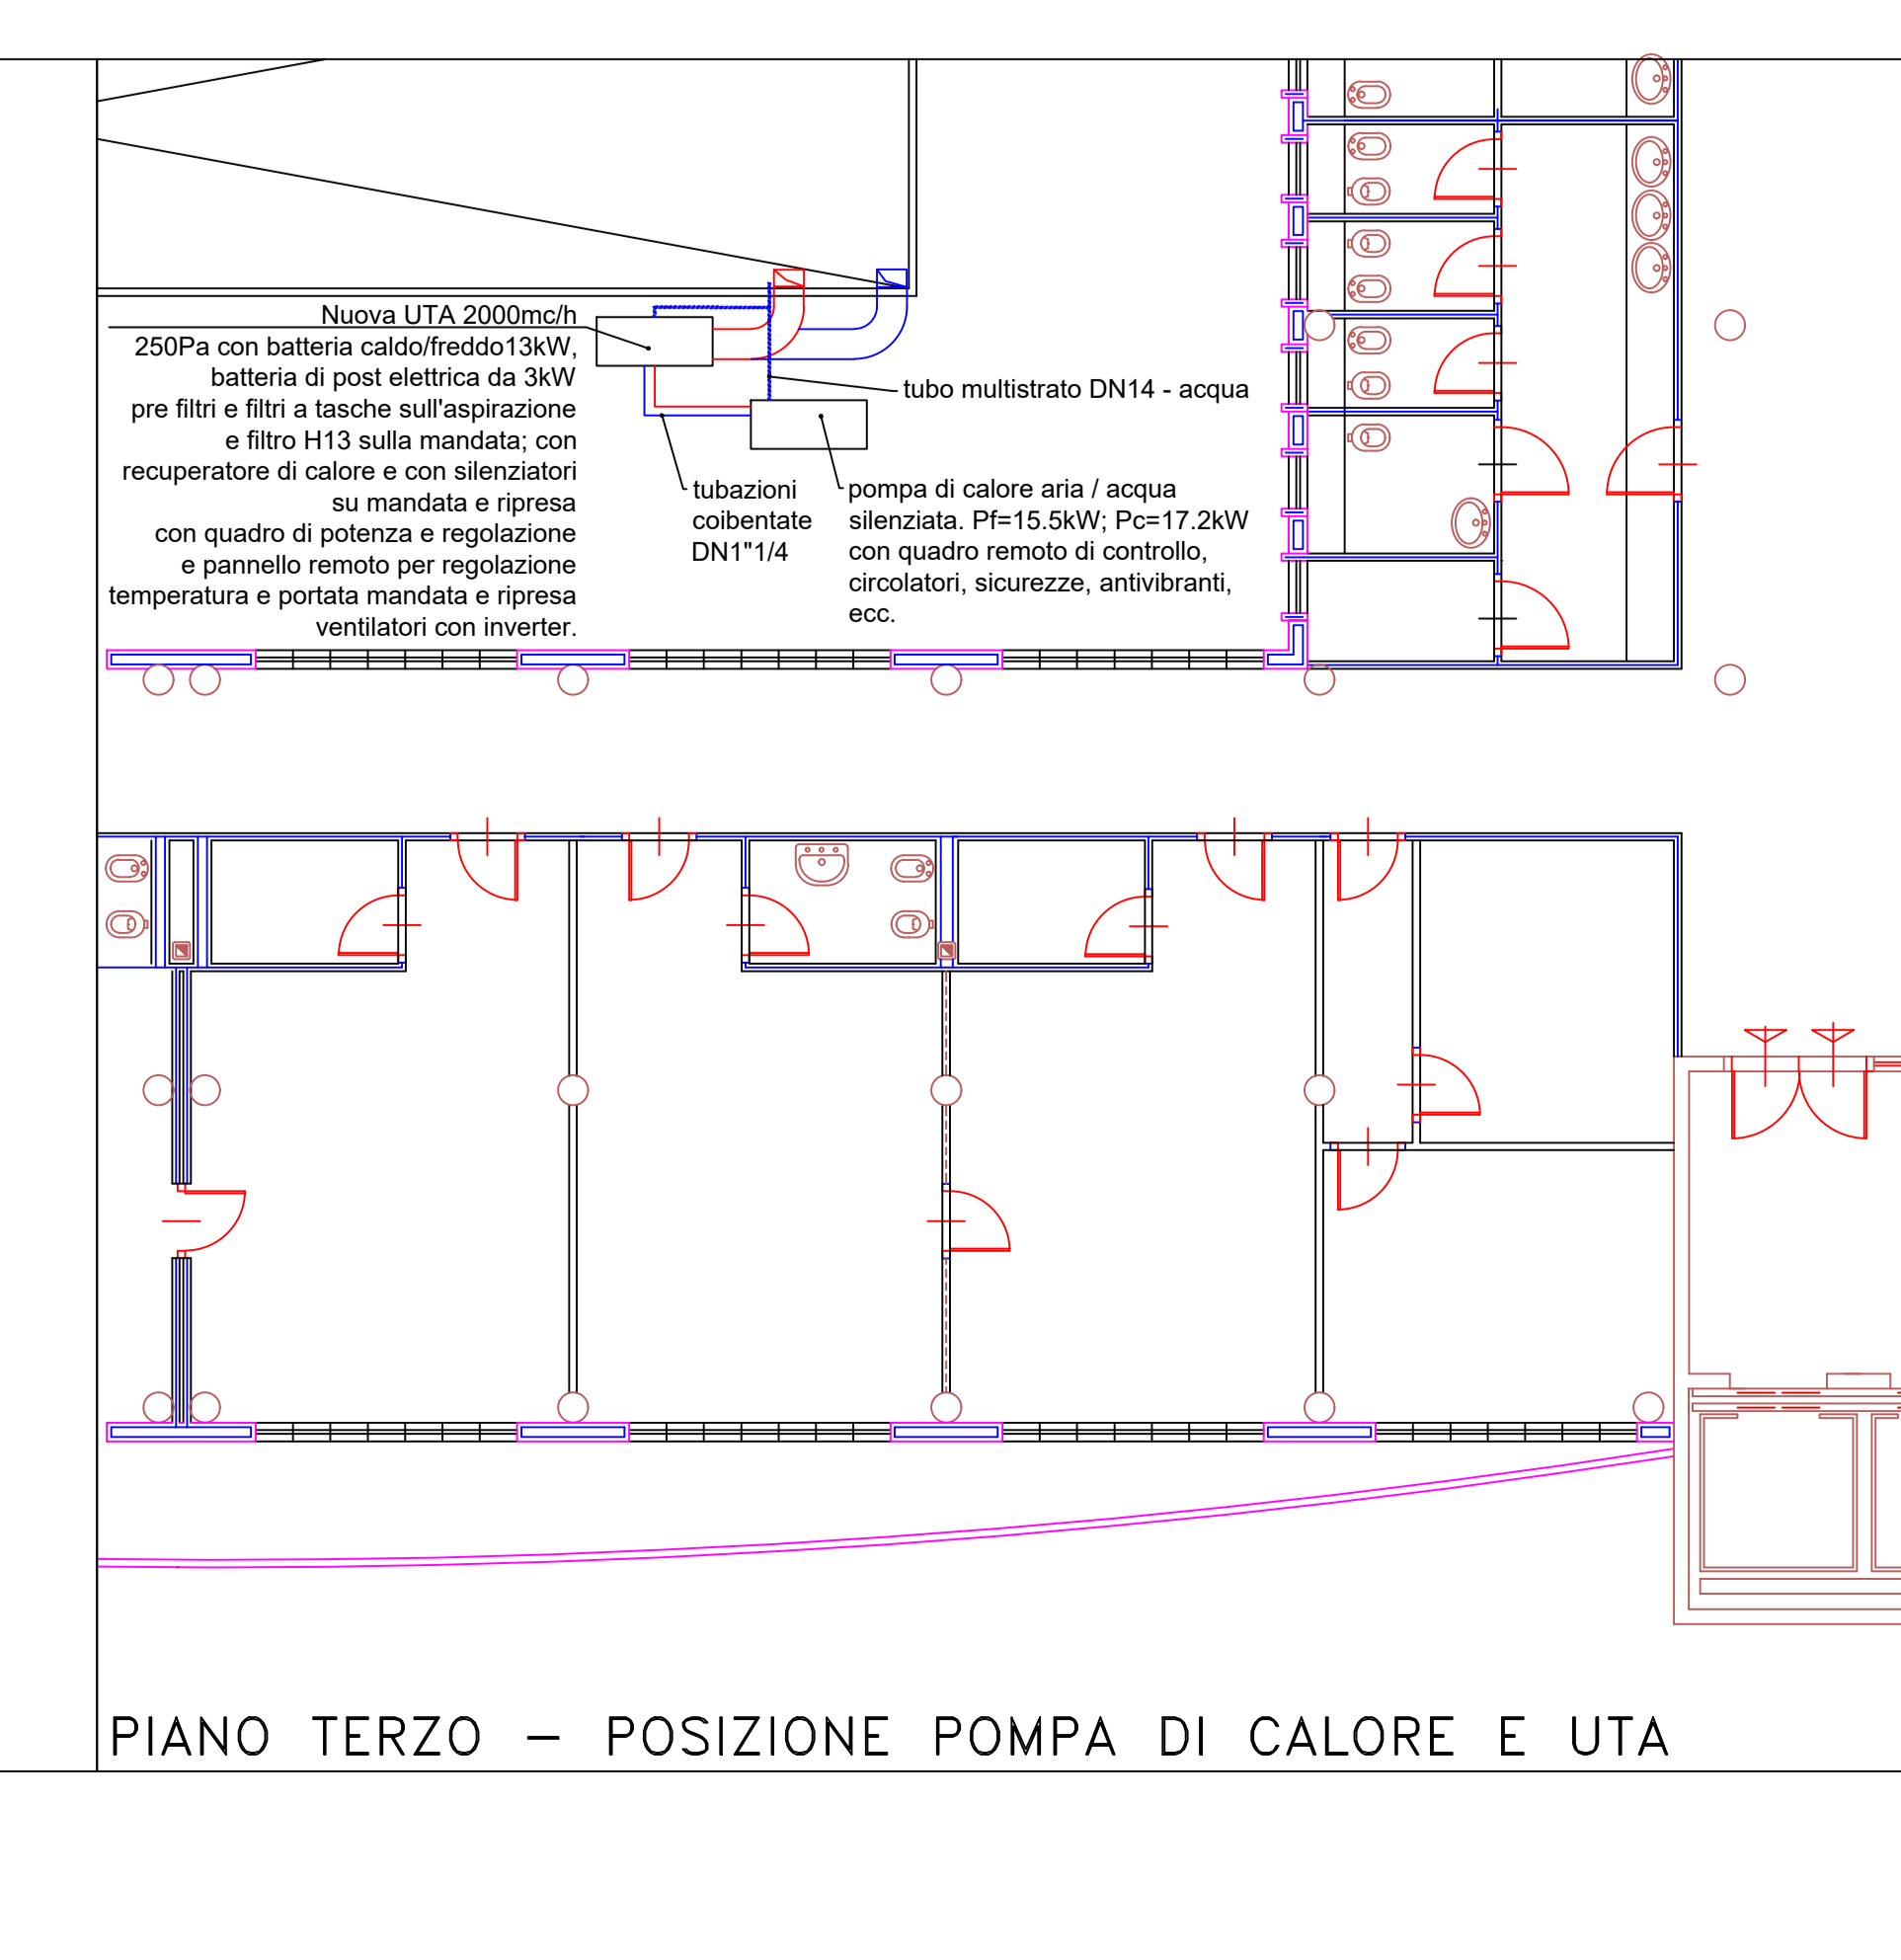 Nuova UTA 2000mc/h
250Pa con batteria caldo/freddo13kW,
batteria di post elettrica da 3kW
pre filtri e filtri a tasche sull'aspirazione
e filtro H13 sulla mandata; con
recuperatore di calore e con silenziatori
su mandata e ripresa
con quadro di potenza e regolazione
e pannello remoto per regolazione
temperatura e portata mandata e ripresa
ventilatori con inverter.
tubo multistrato DN14 - acqua
tubazioni
coibentate
DN1"1/4
pompa di calore aria / acqua
silenziata. Pf=15.5kW; Pc=17.2kW
con quadro remoto di controllo,
circolatori, sicurezze, antivibranti,
ecc.
PIANO TERZO – POSIZIONE POMPA DI CALORE E UTA